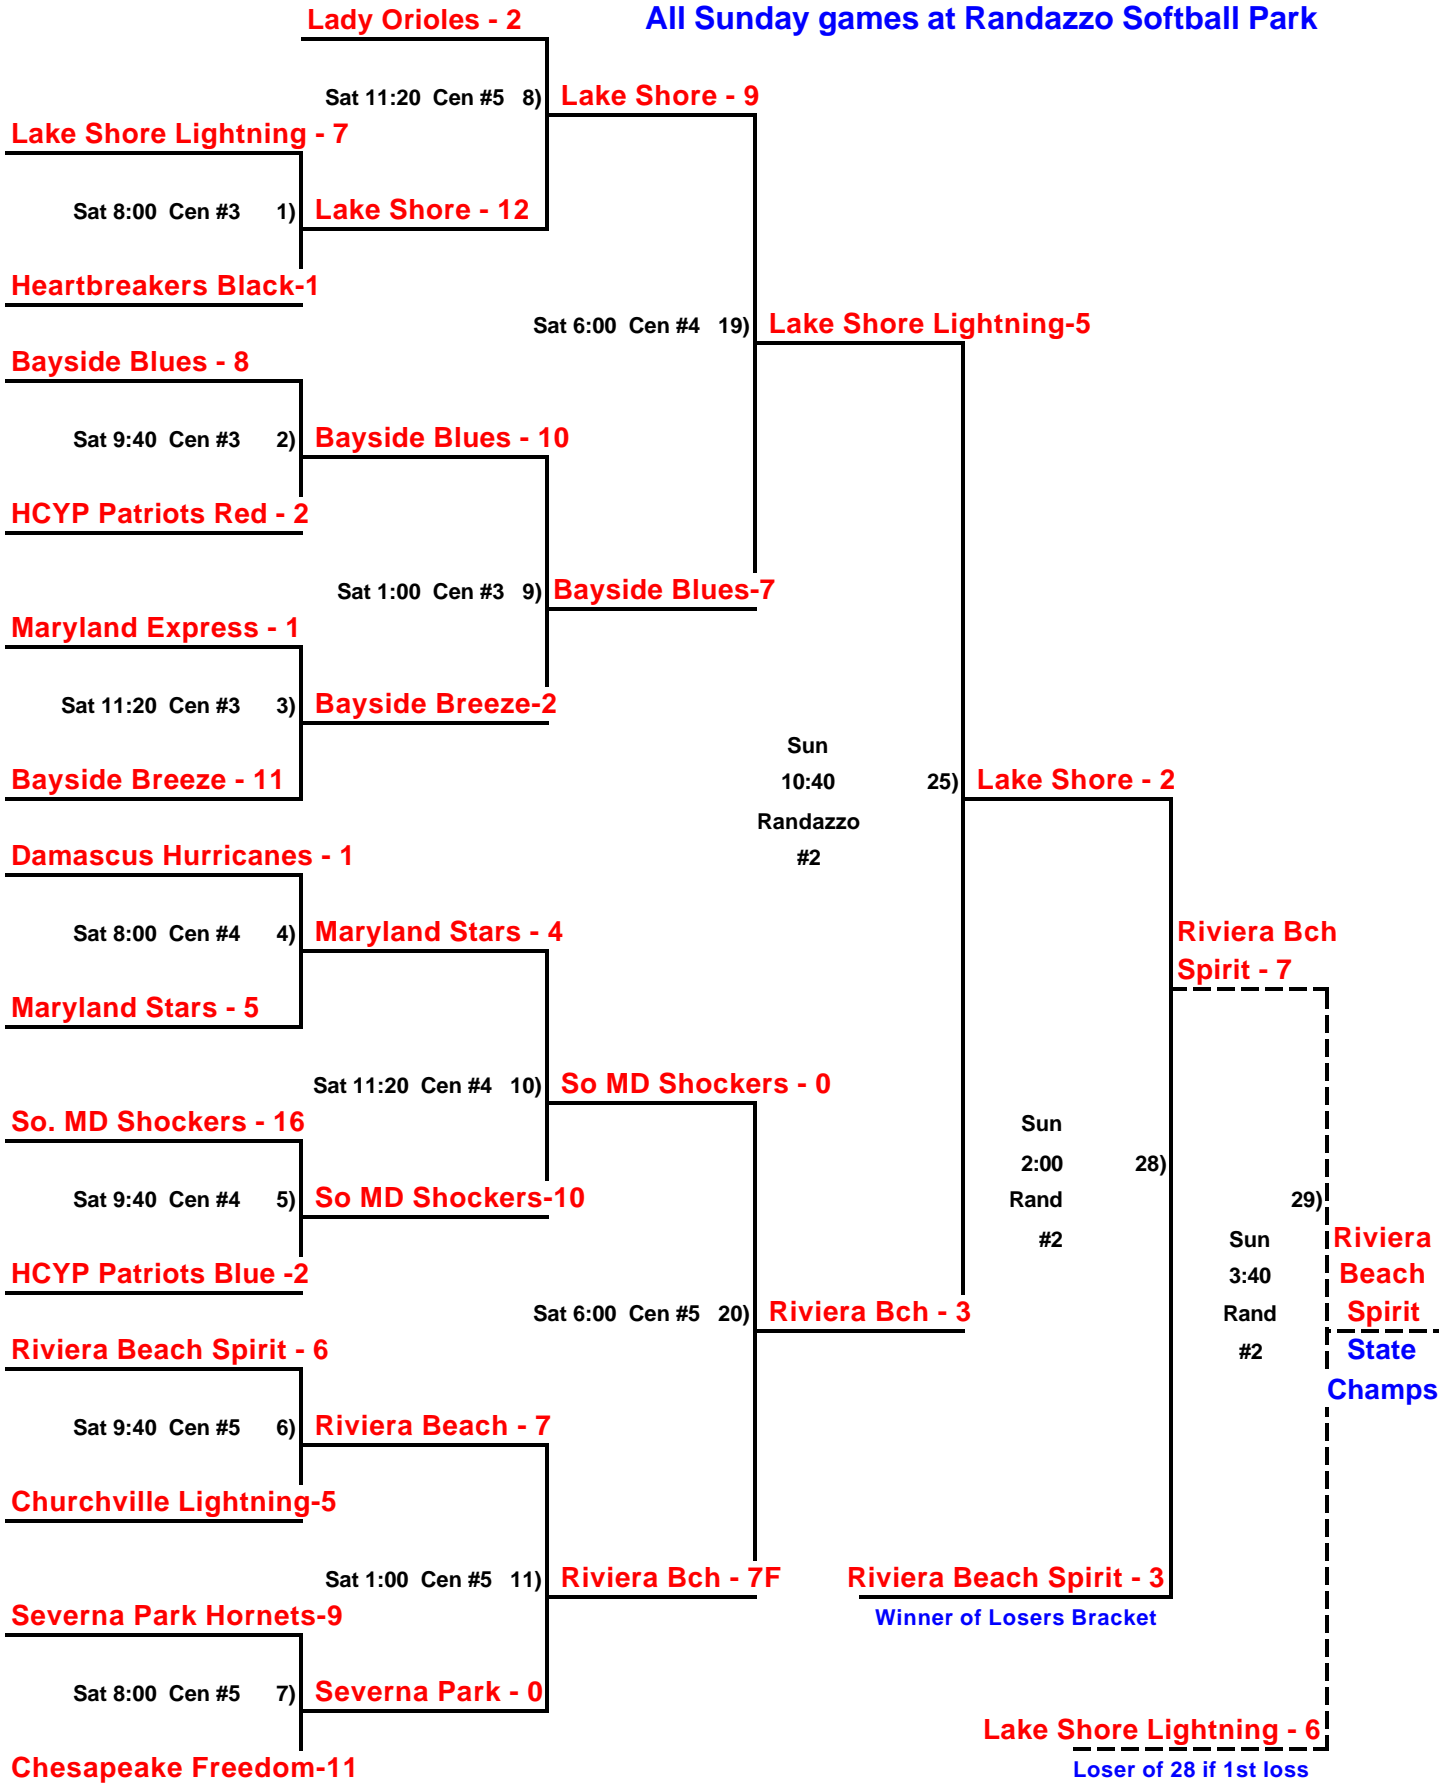 Lady Orioles - 2
All Sunday games at Randazzo Softball Park
Sat 11:20 Cen #5 8)
Lake Shore - 9
Lake Shore Lightning - 7
Sat 8:00 Cen #3 1)
Lake Shore - 12
Heartbreakers Black-1
Sat 6:00 Cen #4 19)
Lake Shore Lightning-5
Bayside Blues - 8
Sat 9:40 Cen #3 2)
Bayside Blues - 10
HCYP Patriots Red - 2
Sat 1:00 Cen #3 9)
Bayside Blues-7
Maryland Express - 1
Sat 11:20 Cen #3 3)
Bayside Breeze-2
Bayside Breeze - 11
Sun
10:40
Randazzo
#2
25)
Lake Shore - 2
Damascus Hurricanes - 1
Sat 8:00 Cen #4 4)
Maryland Stars - 4
Maryland Stars - 5
Riviera Bch
Spirit - 7
Sat 11:20 Cen #4 10)
So MD Shockers - 0
So. MD Shockers - 16
Sat 9:40 Cen #4 5)
So MD Shockers-10
HCYP Patriots Blue -2
Sun
2:00
Rand
#2
28)
29)
Sun
3:40
Rand
#2
Riviera
Beach
Spirit
State
Champs
Sat 6:00 Cen #5 20)
Riviera Bch - 3
Riviera Beach Spirit - 6
Sat 9:40 Cen #5 6)
Riviera Beach - 7
Churchville Lightning-5
Sat 1:00 Cen #5 11)
Riviera Bch - 7F
Riviera Beach Spirit - 3
Winner of Losers Bracket
Severna Park Hornets-9
Sat 8:00 Cen #5 7)
Severna Park - 0
Chesapeake Freedom-11
Lake Shore Lightning - 6
Loser of 28 if 1st loss